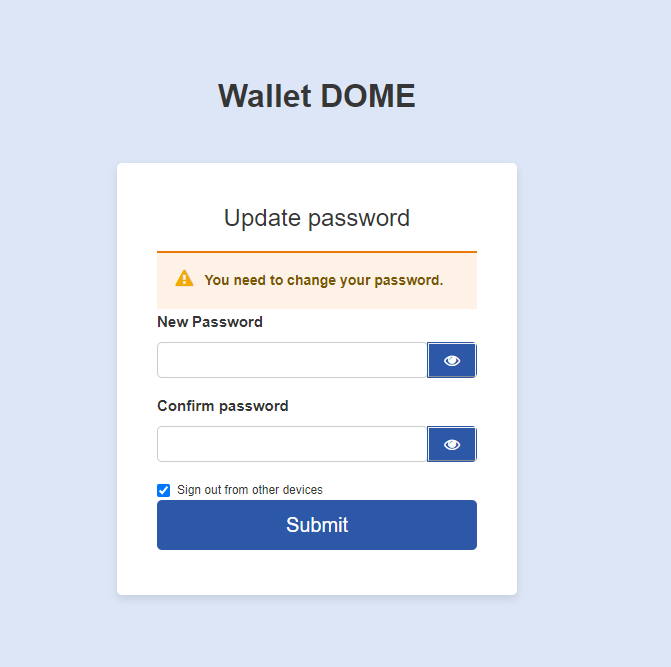 Wallet DOME
Update password
You need to change your password.
New Password
Confirm password
Sign out from other devices
Submit